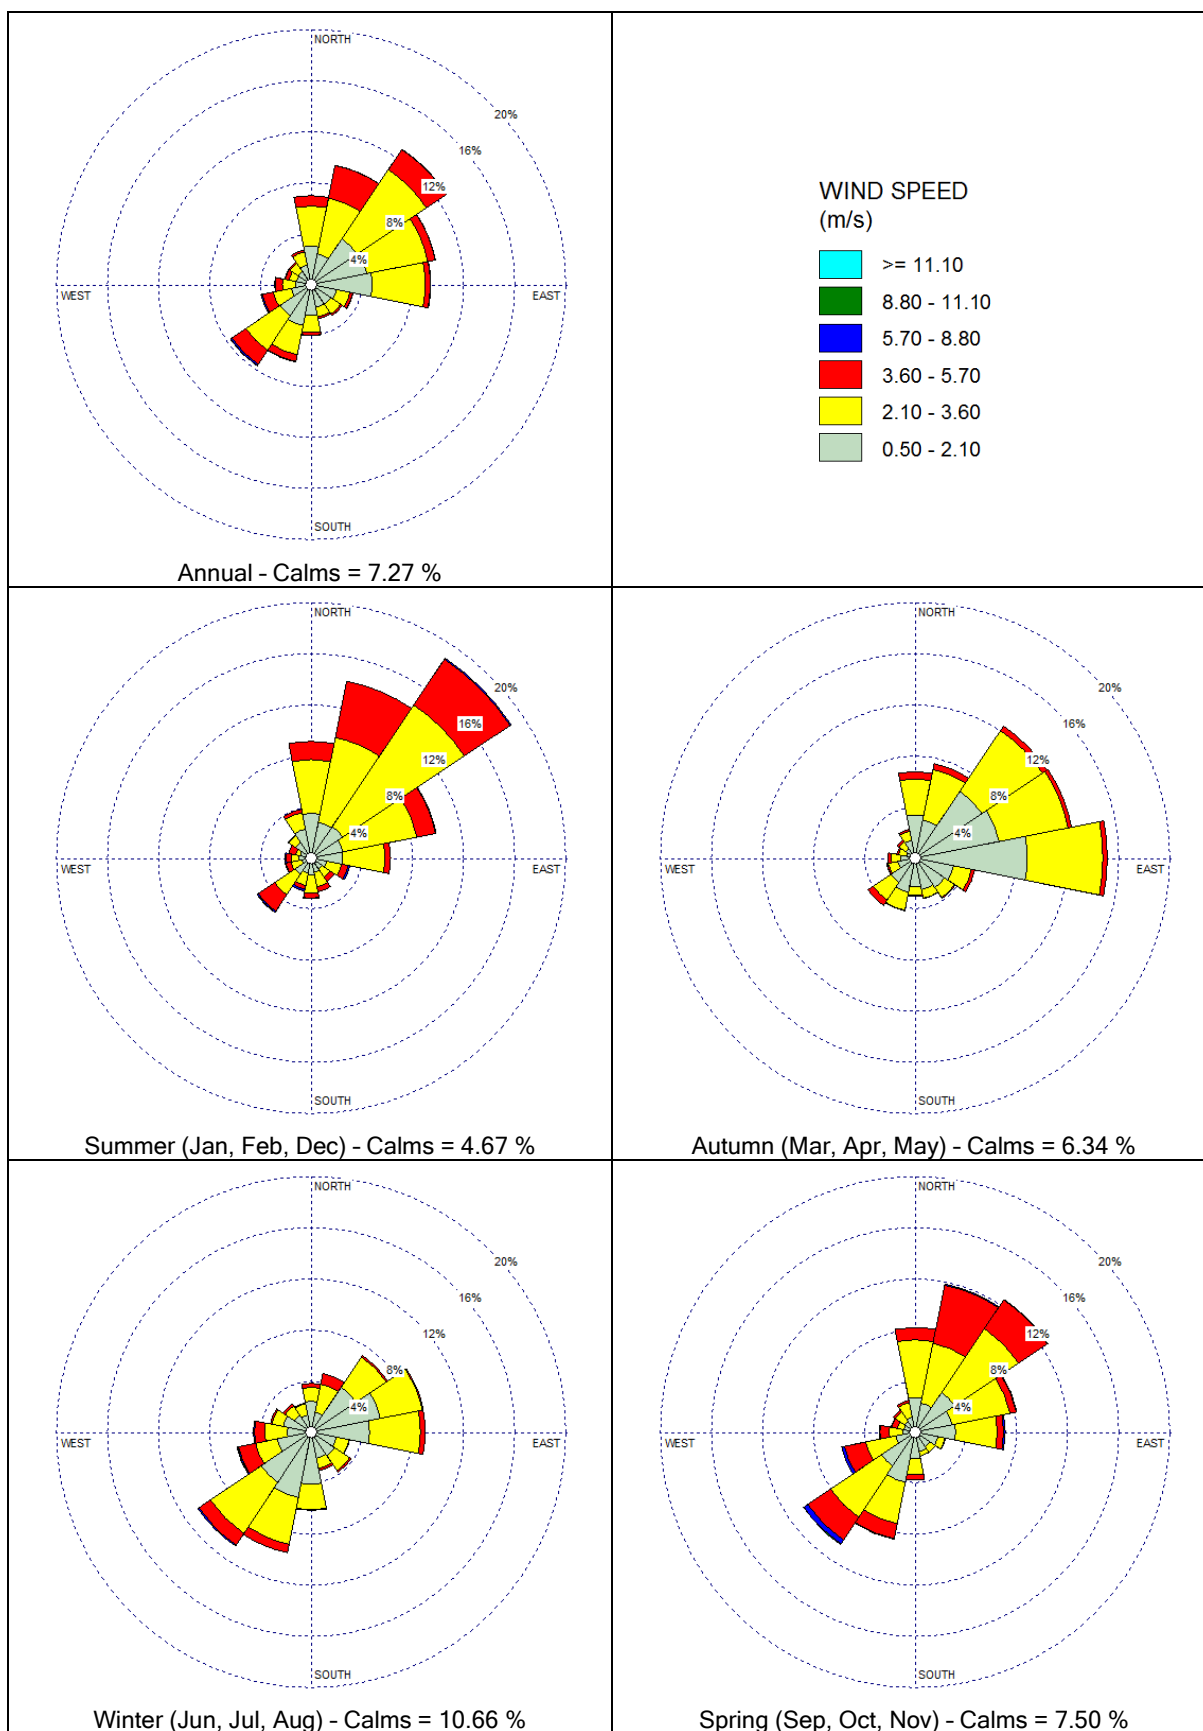 NORTH
20%
16%
12%
8%
4%
WEST
EAST
SOUTH
Annual - Calms = 7.27 %
WIND SPEED
(m/s)
>= 11.10
8.80 - 11.10
5.70 - 8.80
3.60 - 5.70
2.10 - 3.60
0.50 - 2.10
NORTH
20%
16%
12%
8%
4%
WEST
EAST
SOUTH
Summer (Jan, Feb, Dec) - Calms = 4.67 %
NORTH
20%
16%
12%
8%
4%
WEST
EAST
SOUTH
Autumn (Mar, Apr, May) - Calms = 6.34 %
NORTH
20%
16%
12%
8%
4%
WEST
EAST
SOUTH
Winter (Jun, Jul, Aug) - Calms = 10.66 %
NORTH
20%
16%
12%
8%
4%
WEST
EAST
SOUTH
Spring (Sep, Oct, Nov) - Calms = 7.50 %